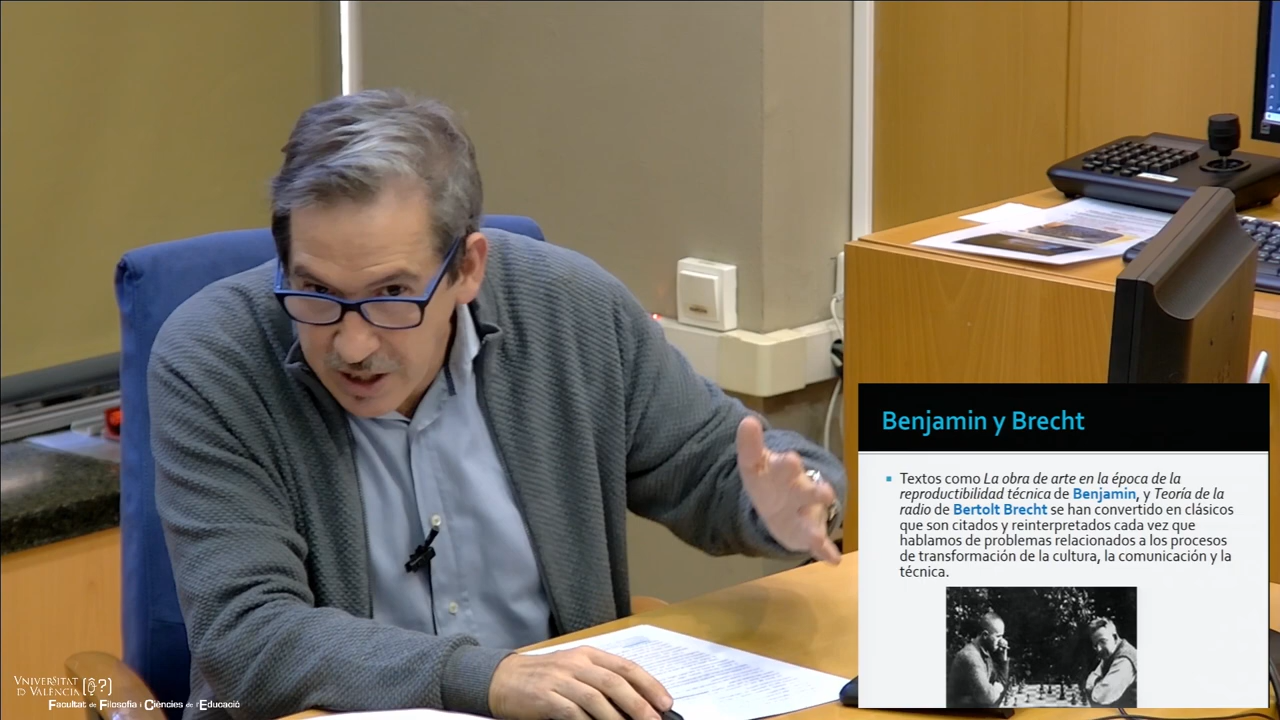 Benjamin y Brecht
Textos como La obra de arte en la época de la
reproductibilidad técnica de Benjamin, y Teoría de la
radio de Bertolt Brecht se han convertido en clásicos
que son citados y reinterpretados cada vez que
hablamos de problemas relacionados a los procesos
de transformación de la cultura, la comunicación y la
técnica.
VNIVERSITAT
D VALÈNCIA
Facultat de Filosofia i Ciències de l'Educació